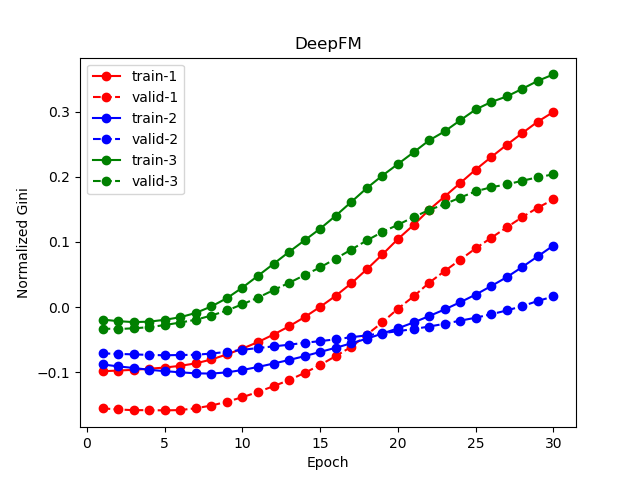 DeepFM
train-1
valid-1
train-2
valid-2
train-3
valid-3
Normalized Gini
0.3
0.2
0.1
0.0
−0.1
0
5
10
15
20
25
30
Epoch